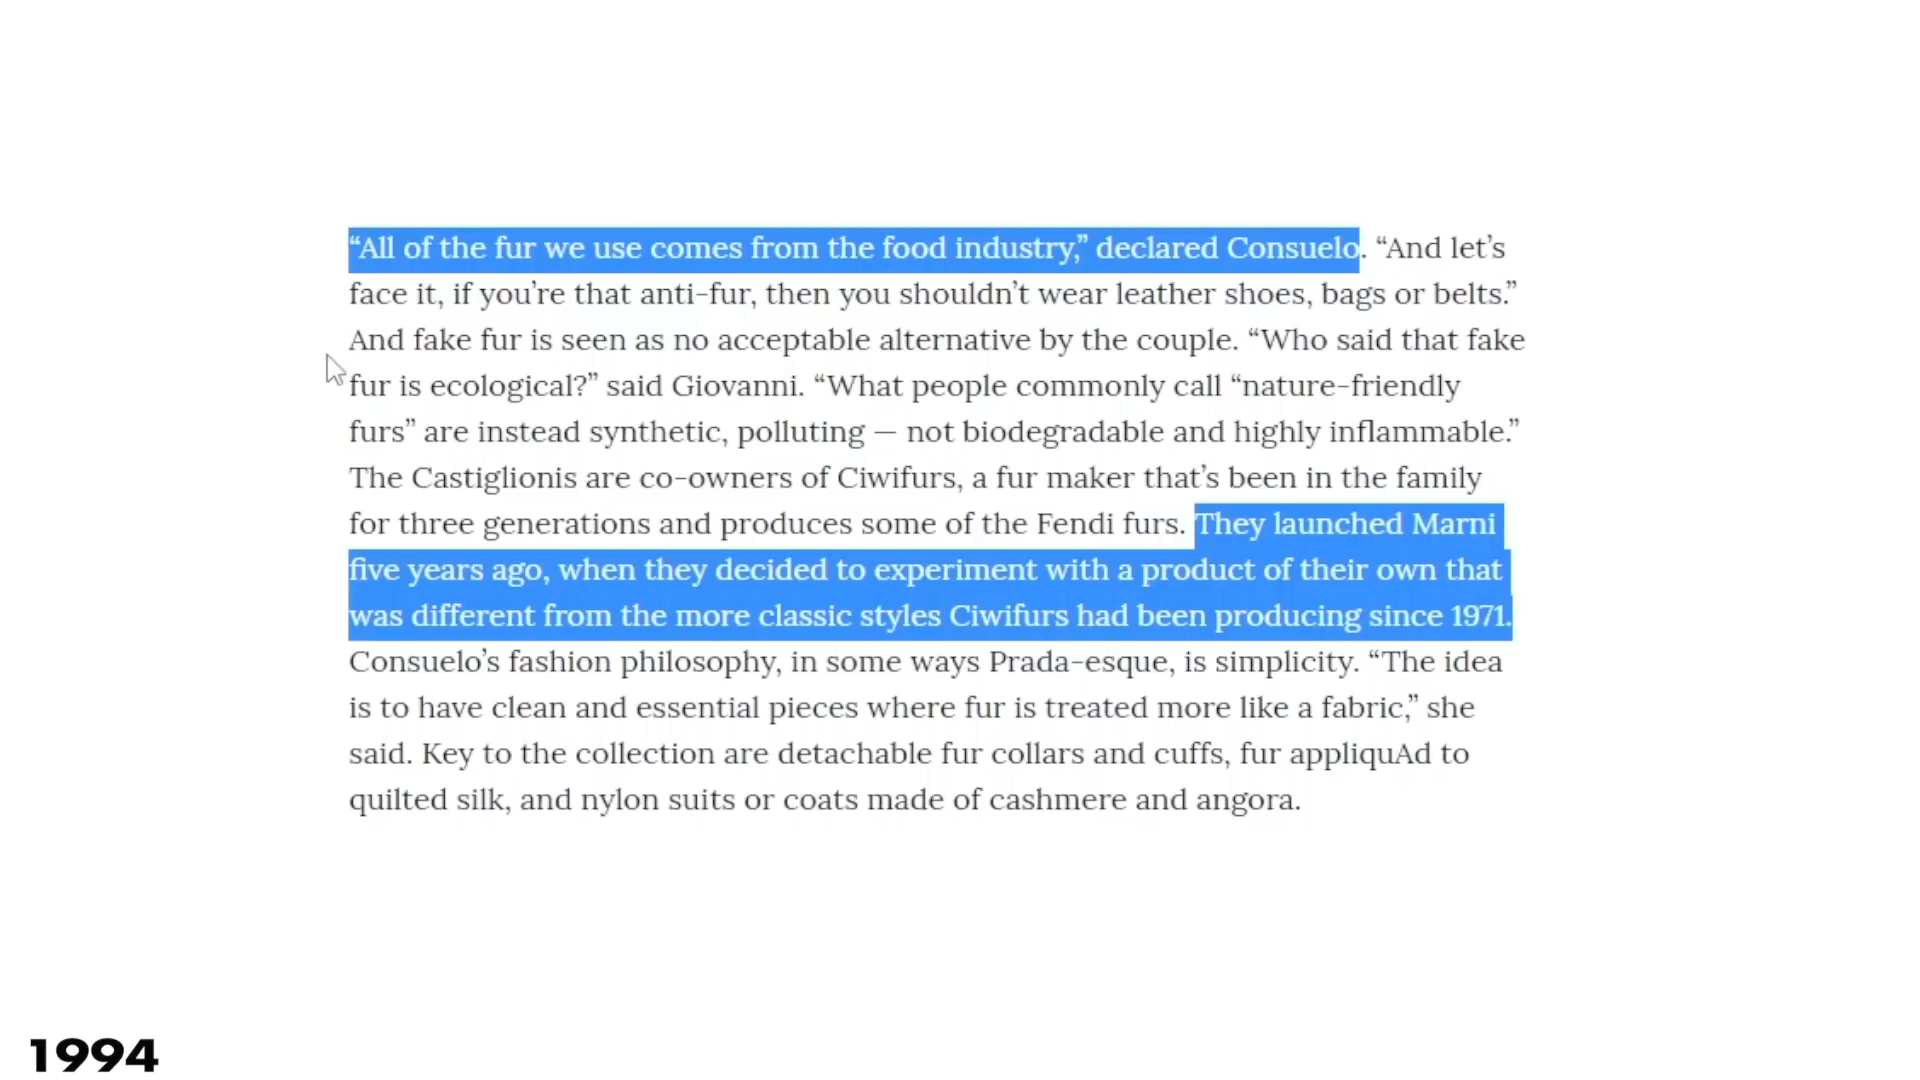 “All of the fur we use comes from the food industry,” declared Consuelo. “And let’s
face it, if you’re that anti-fur, then you shouldn’t wear leather shoes, bags or belts.”
And fake fur is seen as no acceptable alternative by the couple. “Who said that fake
fur is ecological?” said Giovanni. “What people commonly call “nature-friendly
furs” are instead synthetic, polluting — not biodegradable and highly inflammable.”
The Castiglionis are co-owners of Ciwifurs, a fur maker that’s been in the family
for three generations and produces some of the Fendi furs. They launched Marni
five years ago, when they decided to experiment with a product of their own that
was different from the more classic styles Ciwifurs had been producing since 1971.
Consuelo’s fashion philosophy, in some ways Prada-esque, is simplicity. “The idea
is to have clean and essential pieces where fur is treated more like a fabric,” she
said. Key to the collection are detachable fur collars and cuffs, fur appliquAd to
quilted silk, and nylon suits or coats made of cashmere and angora.
1994